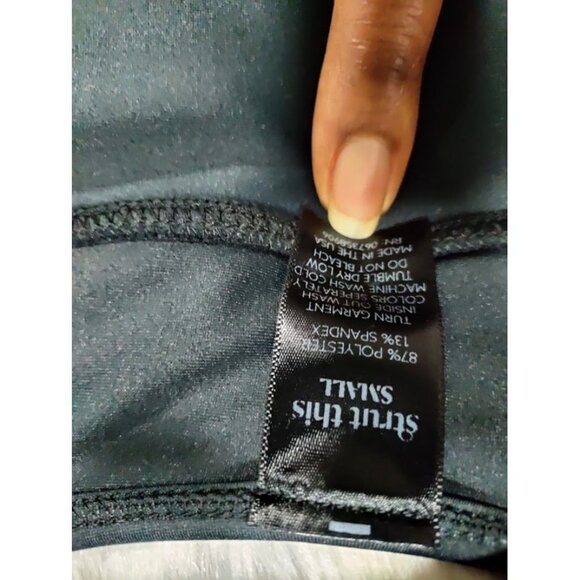 strut this
SMALL
87% POLYESTER
13% SPANDEX
TURN GARMENT
INSIDE OUT WASH
COLORS SEPERATELY
MACHINE WASH COLD
TUMBLE DRY LOW
DO NOT BLEACH
MADE IN THE USA
RN: